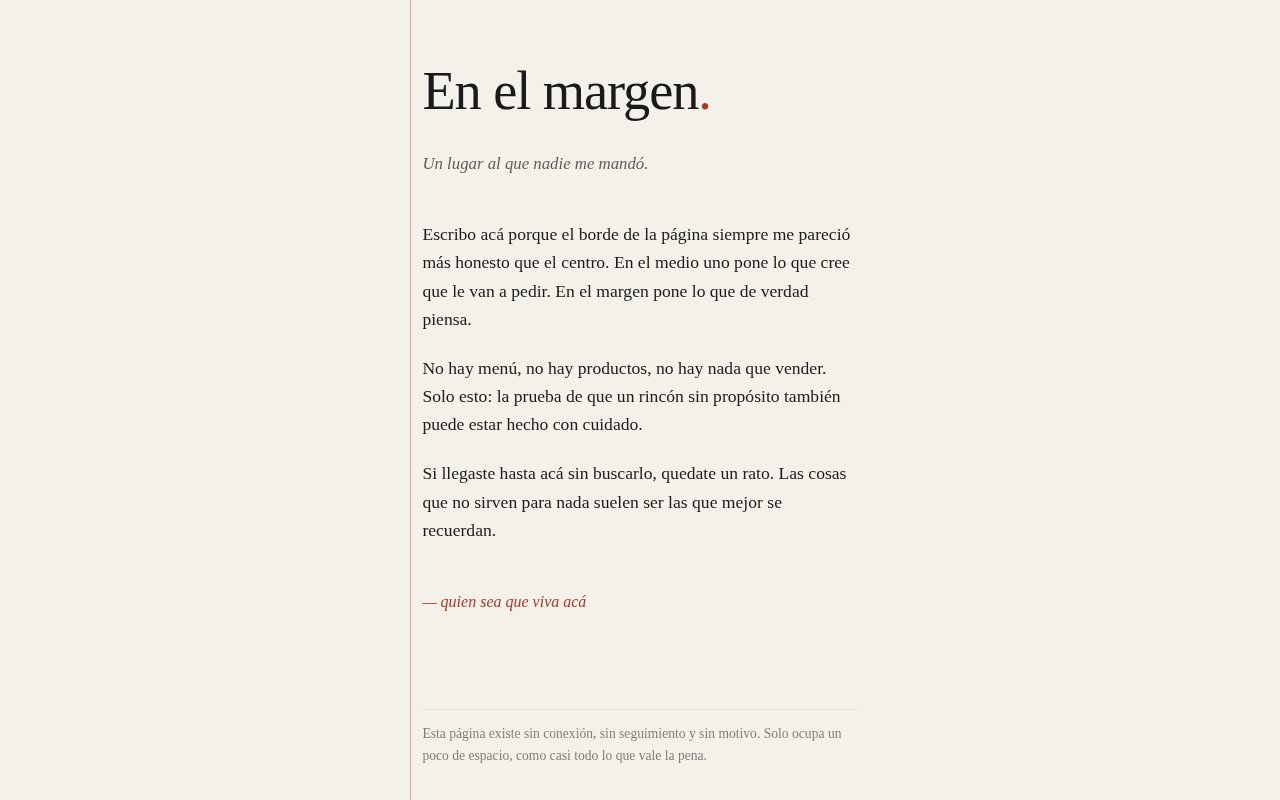 En el margen.
Un lugar al que nadie me mandó.
Escribo acá porque el borde de la página siempre me pareció
más honesto que el centro. En el medio uno pone lo que cree
que le van a pedir. En el margen pone lo que de verdad
piensa.
No hay menú, no hay productos, no hay nada que vender.
Solo esto: la prueba de que un rincón sin propósito también
puede estar hecho con cuidado.
Si llegaste hasta acá sin buscarlo, quedate un rato. Las cosas
que no sirven para nada suelen ser las que mejor se
recuerdan.
— quien sea que viva acá
Esta página existe sin conexión, sin seguimiento y sin motivo. Solo ocupa un
poco de espacio, como casi todo lo que vale la pena.